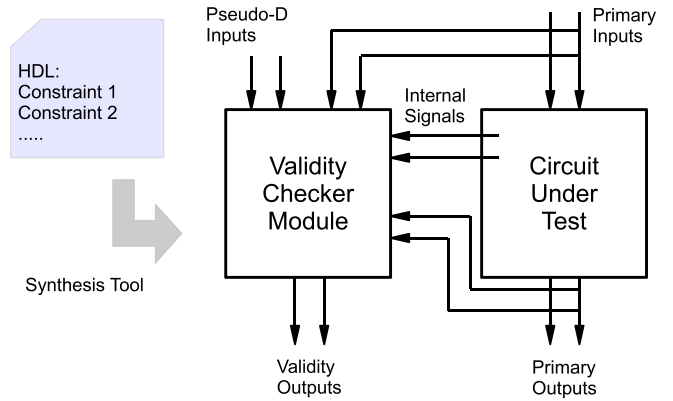 Pseudo-D
Inputs
Primary
Inputs
HDL:
Constraint 1
Constraint 2
.....
Internal
Signals
Validity
Checker
Module
Circuit
Under
Test
Synthesis Tool
Validity
Outputs
Primary
Outputs